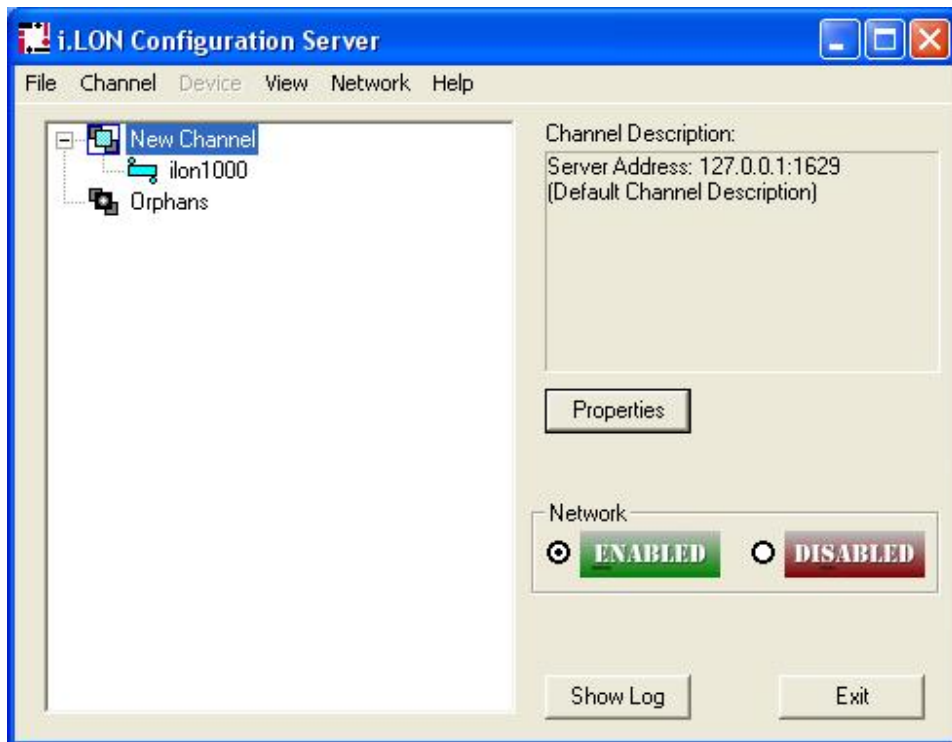 i.LON Configuration Server
File Channel Device View Network Help
New Channel
ilon1000
Orphans
Channel Description:
Server Address: 127.0.0.1:1629
(Default Channel Description)
Properties
Network
ENABLED DISABLED
Show Log Exit